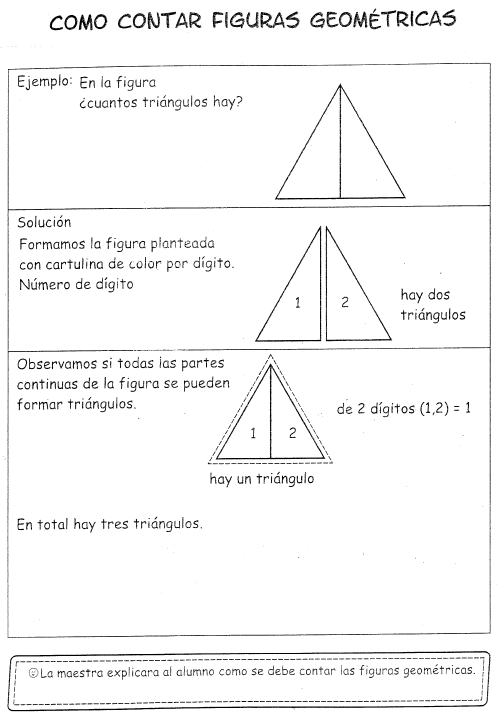 COMO CONTAR FIGURAS GEOMÉTRICAS
Ejemplo: En la figura
¿cuantos triángulos hay?
Solución
Formamos la figura planteada
con cartulina de color por dígito.
Número de dígito
1
2
hay dos
triángulos
Observamos si todas las partes
continuas de la figura se pueden
formar triángulos.
1
2
de 2 dígitos (1,2) = 1
hay un triángulo
En total hay tres triángulos.
☺La maestra explicara al alumno como se debe contar las figuras geométricas.